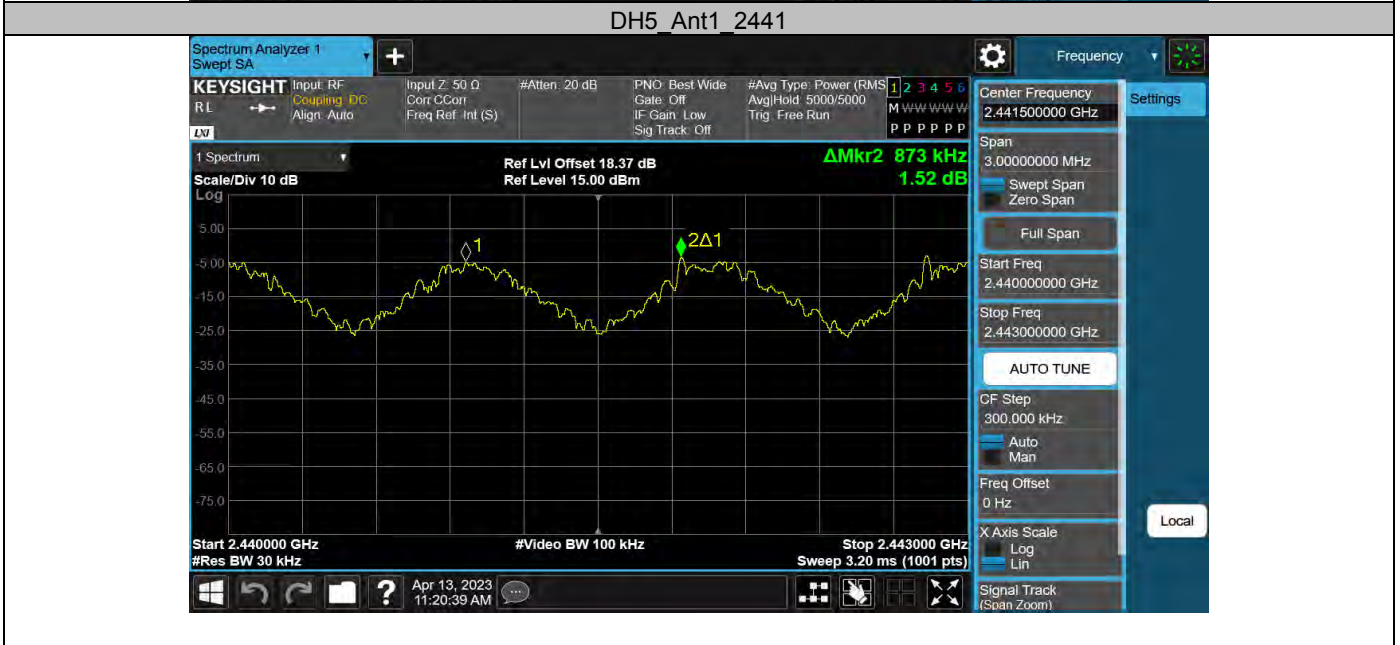 DH5_Ant1_2441
Spectrum Analyzer 1
Swept SA
+
Frequency
KEYSIGHT
R L
LXI
Input: RF
Coupling: DC
Align: Auto
Input Z: 50 Ω
Corr CCorr
Freq Ref: Int (S)
#Atten: 20 dB
PNO: Best Wide
Gate: Off
IF Gain: Low
Sig Track: Off
#Avg Type: Power (RMS
Avg|Hold: 5000/5000
Trig: Free Run
1 2 3 4 5 6
M W W W W W
P P P P P P
1 Spectrum
Scale/Div 10 dB
Log
Ref Lvl Offset 18.37 dB
Ref Level 15.00 dBm
ΔMkr2 873 kHz
1.52 dB
5.00
-5.00
-15.0
-25.0
-35.0
-45.0
-55.0
-65.0
-75.0
1
2Δ1
Start 2.440000 GHz
#Res BW 30 kHz
#Video BW 100 kHz
Stop 2.443000 GHz
Sweep 3.20 ms (1001 pts)
?
Apr 13, 2023
11:20:39 AM
Center Frequency
2.441500000 GHz
Settings
Span
3.00000000 MHz
Swept Span
Zero Span
Full Span
Start Freq
2.440000000 GHz
Stop Freq
2.443000000 GHz
AUTO TUNE
CF Step
300.000 kHz
Auto
Man
Freq Offset
0 Hz
Local
X Axis Scale
Log
Lin
Signal Track
(Span Zoom)